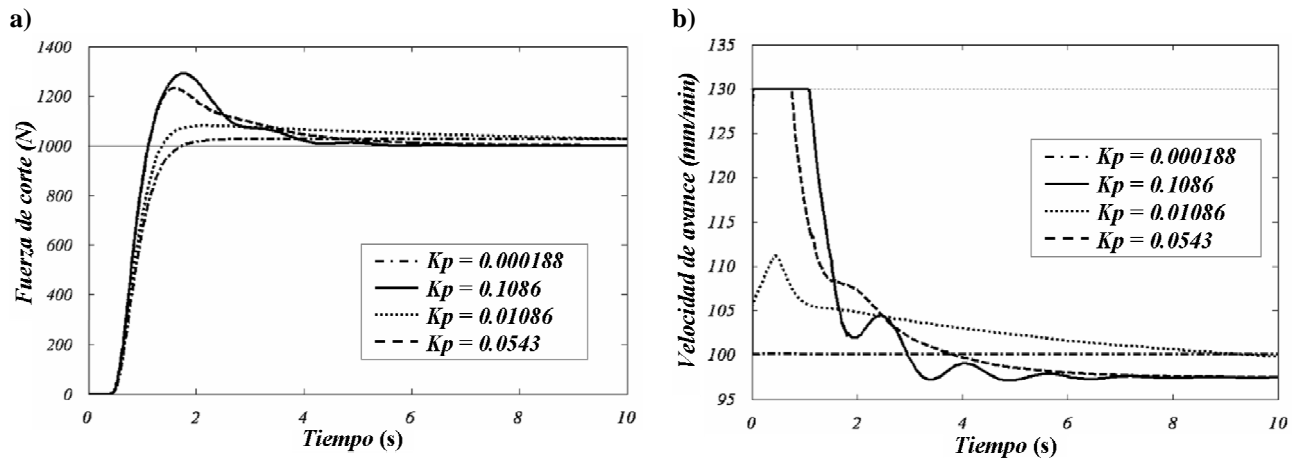 a)
Fuerza de corte (N)
1400
1200
1000
800
600
400
200
0
0 2 4 6 8 10
Tiempo (s)
Kp = 0.000188
Kp = 0.1086
Kp = 0.01086
Kp = 0.0543
b)
Velocidad de avance (mm/min)
135
130
125
120
115
110
105
100
95
0 2 4 6 8 10
Tiempo (s)
Kp = 0.000188
Kp = 0.1086
Kp = 0.01086
Kp = 0.0543